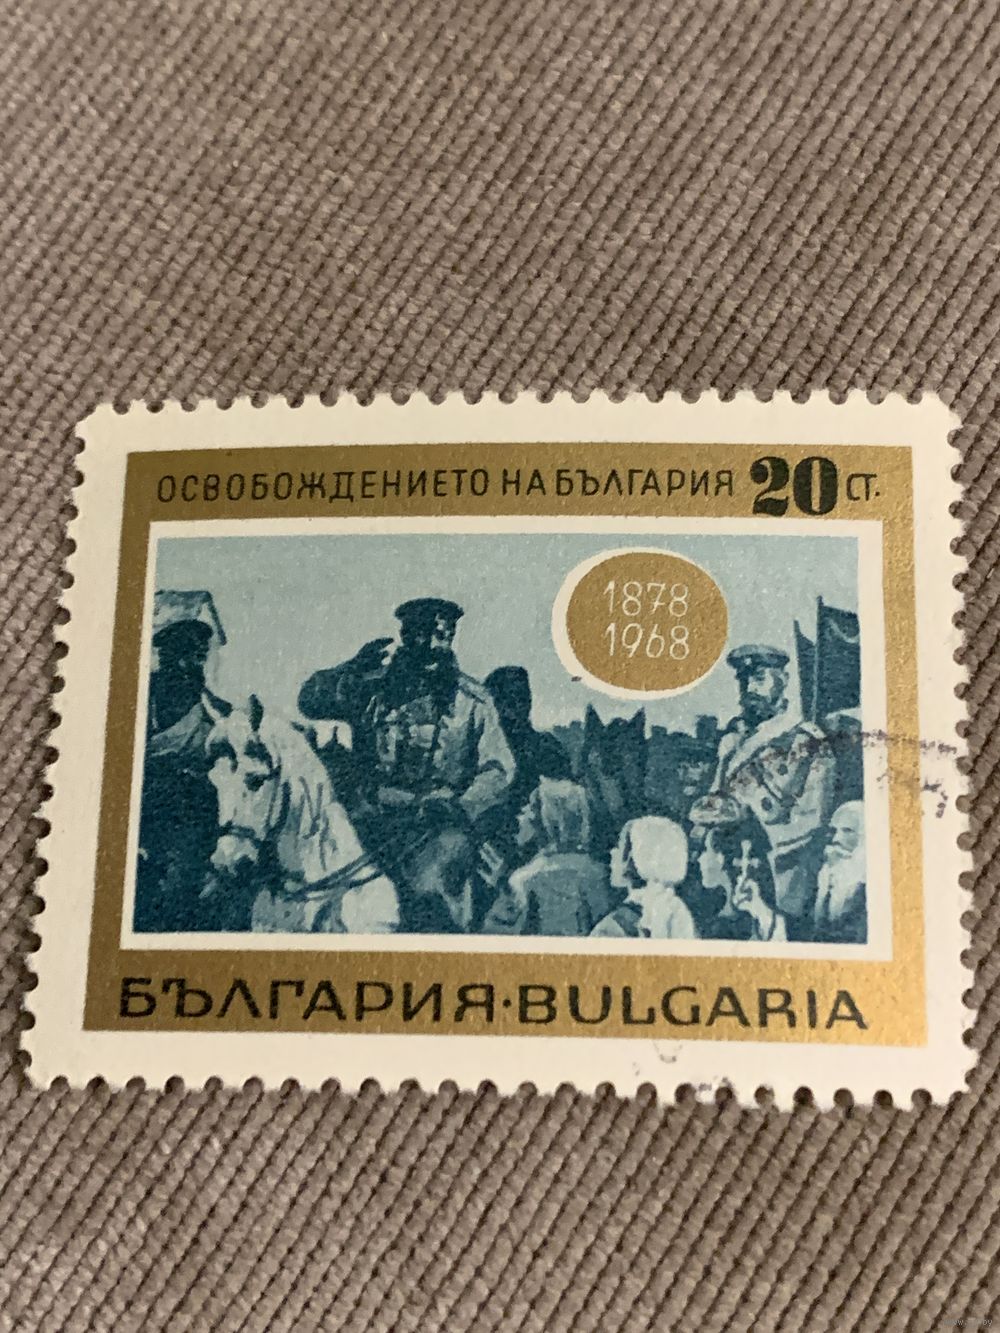 ОСВОБОЖДЕНИЕТО НА БЪЛГАРИЯ 20 СТ.
1878
1968
БЪЛГАРИЯ·BULGARIA